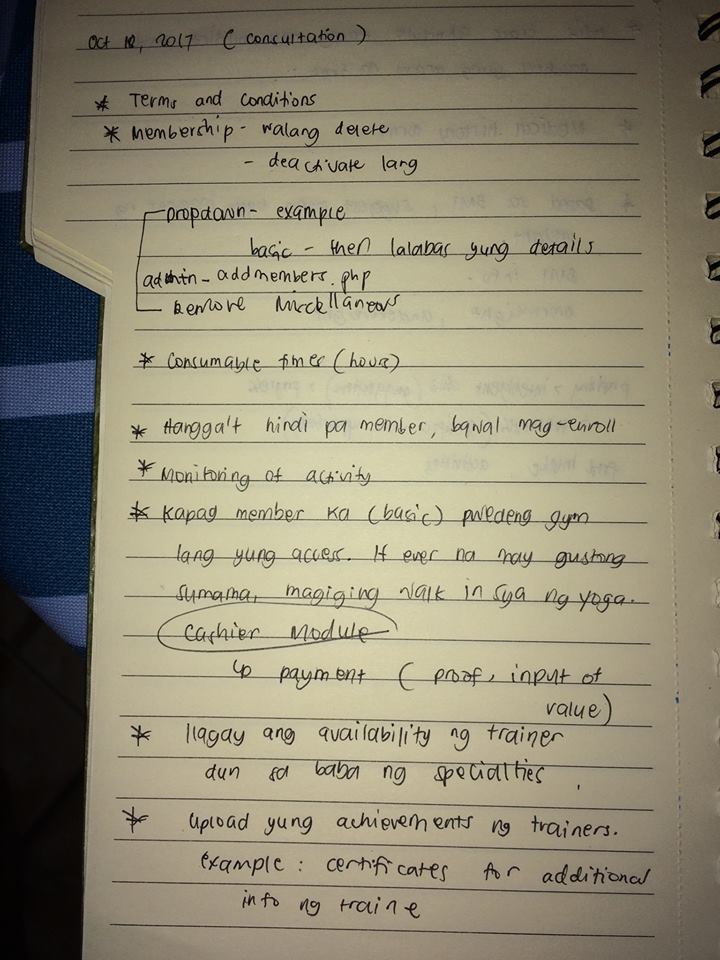 Oct 12, 2017 (consultation)
* Terms and Conditions
* Membership - walang delete
- deactivate lang
Dropdown - example
basic - then lalabas yung details
admin - addmembers.php
Remove Miscellaneous
* Consumable times (hour)
* Hangga't hindi pa member, bawal mag-enroll
* Monitoring of activity
* Kapag member ka (basic) pwedeng gym
lang yung access. If ever na may gustong
sumama, magiging walk in sya ng yoga.
Cashier Module
↳ payment ( proof, input of
value)
* Ilagay ang availability ng trainer
dun sa baba ng specialties.
* upload yung achievements ng trainers.
example : certificates for additional
info ng traine